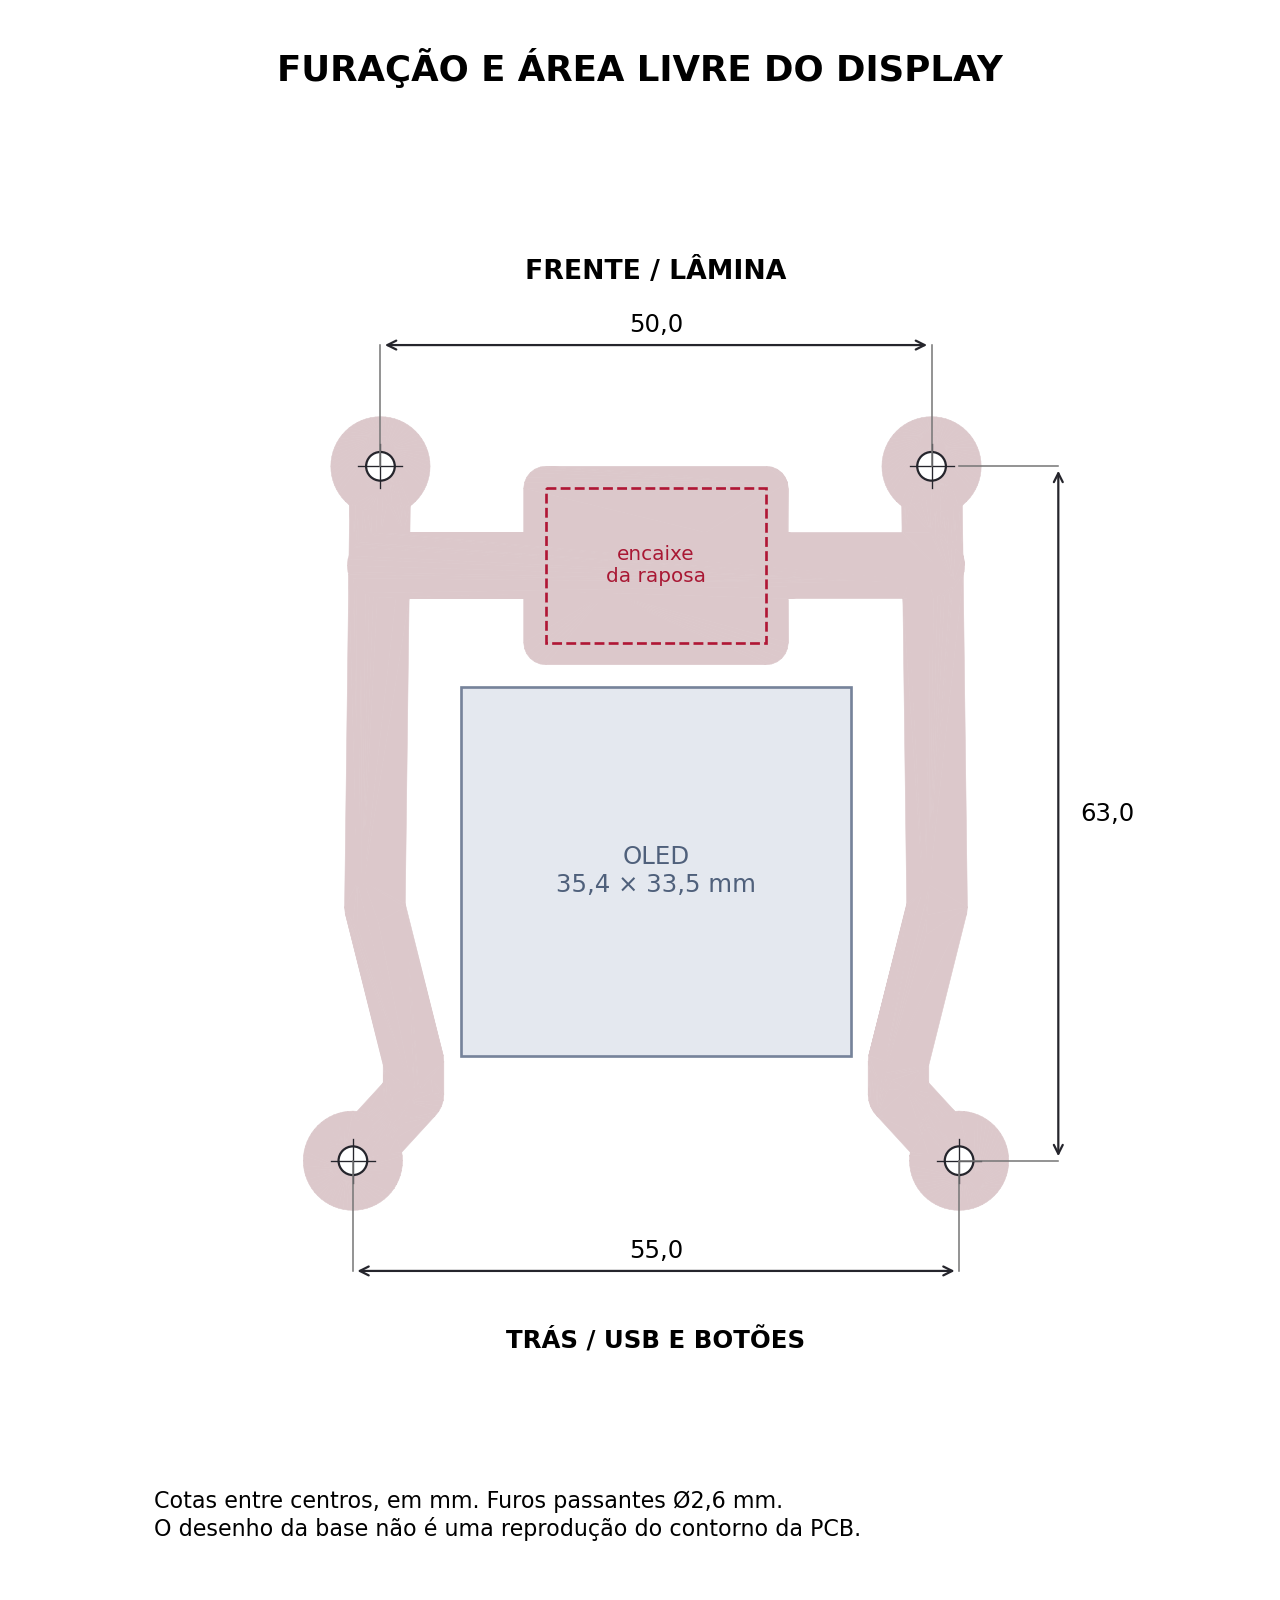 FURAÇÃO E ÁREA LIVRE DO DISPLAY
FRENTE / LÂMINA
50,0
encaixe
da raposa
63,0
OLED
35,4 × 33,5 mm
55,0
TRÁS / USB E BOTÕES
Cotas entre centros, em mm. Furos passantes Ø2,6 mm.
O desenho da base não é uma reprodução do contorno da PCB.